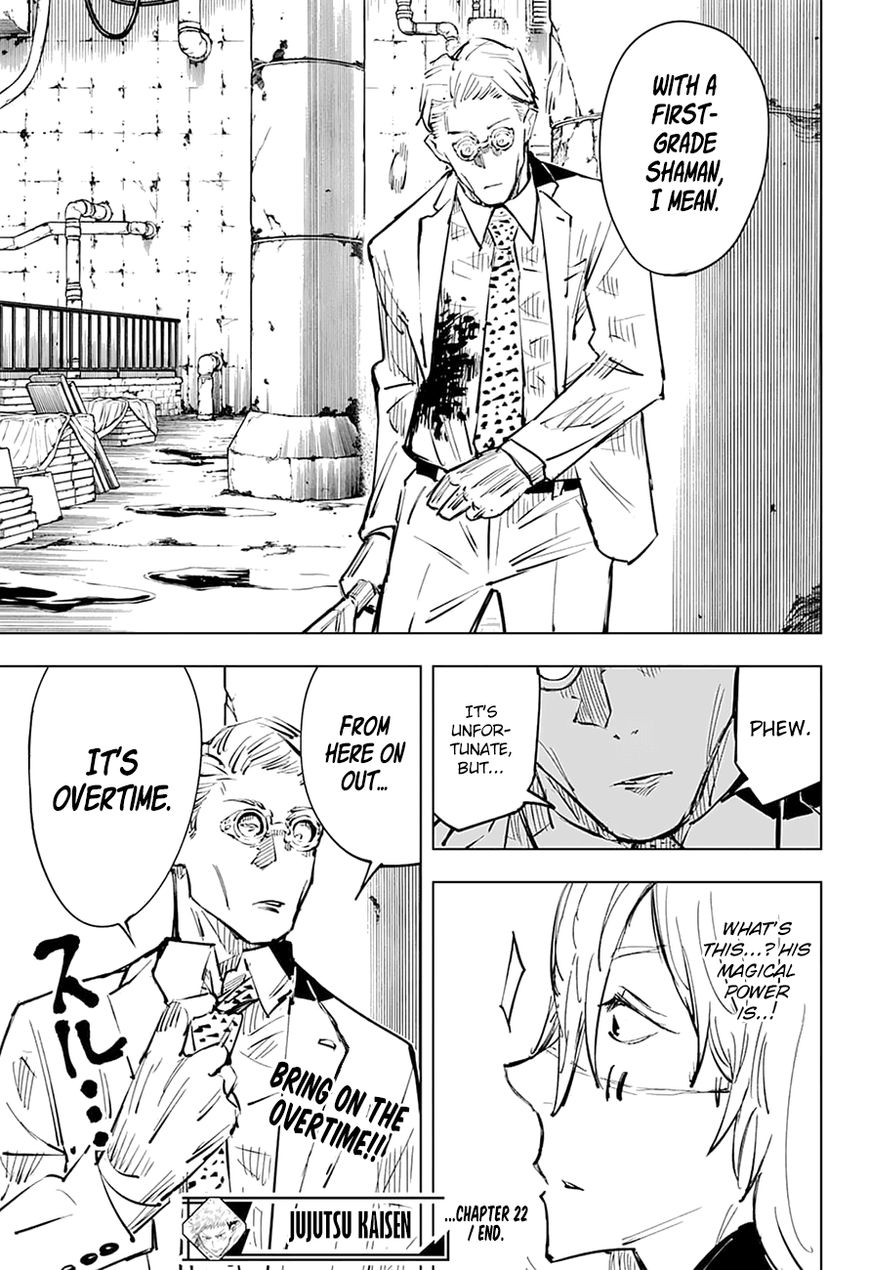 WITH A
FIRST-
GRADE
SHAMAN,
I MEAN.
PHEW.
IT'S
UNFOR-
TUNATE,
BUT...
WHAT'S
THIS...? HIS
MAGICAL
POWER
IS...!
FROM
HERE ON
OUT...
IT'S
OVERTIME.
スル...
BRING ON THE
OVERTIME!!!
JUJUTSU KAISEN
...CHAPTER 22
/ END.